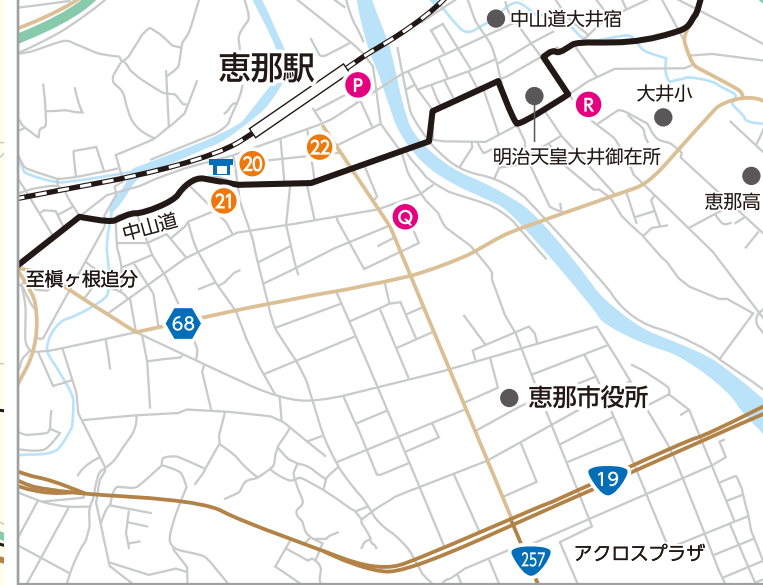 中山道大井宿
恵那駅
P
R
大井小
22
20
明治天皇大井御在所
21
恵那高
Q
中山道
至槇ヶ根追分
68
恵那市役所
19
257
アクロスプラザ